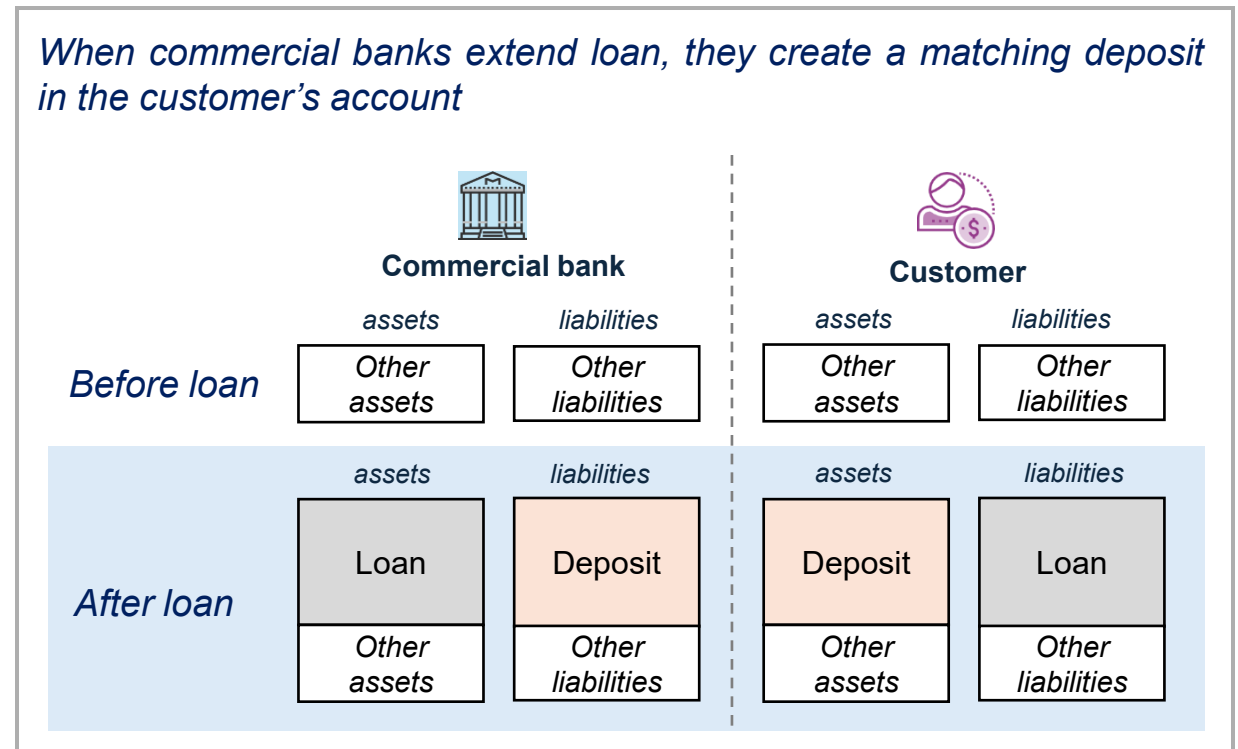 When commercial banks extend loan, they create a matching deposit
in the customer's account
Commercial bank
Customer
assets
liabilities
assets
liabilities
Before loan
Other
assets
Other
liabilities
Other
assets
Other
liabilities
assets
liabilities
assets
liabilities
After loan
Loan
Deposit
Deposit
Loan
Other
assets
Other
liabilities
Other
assets
Other
liabilities